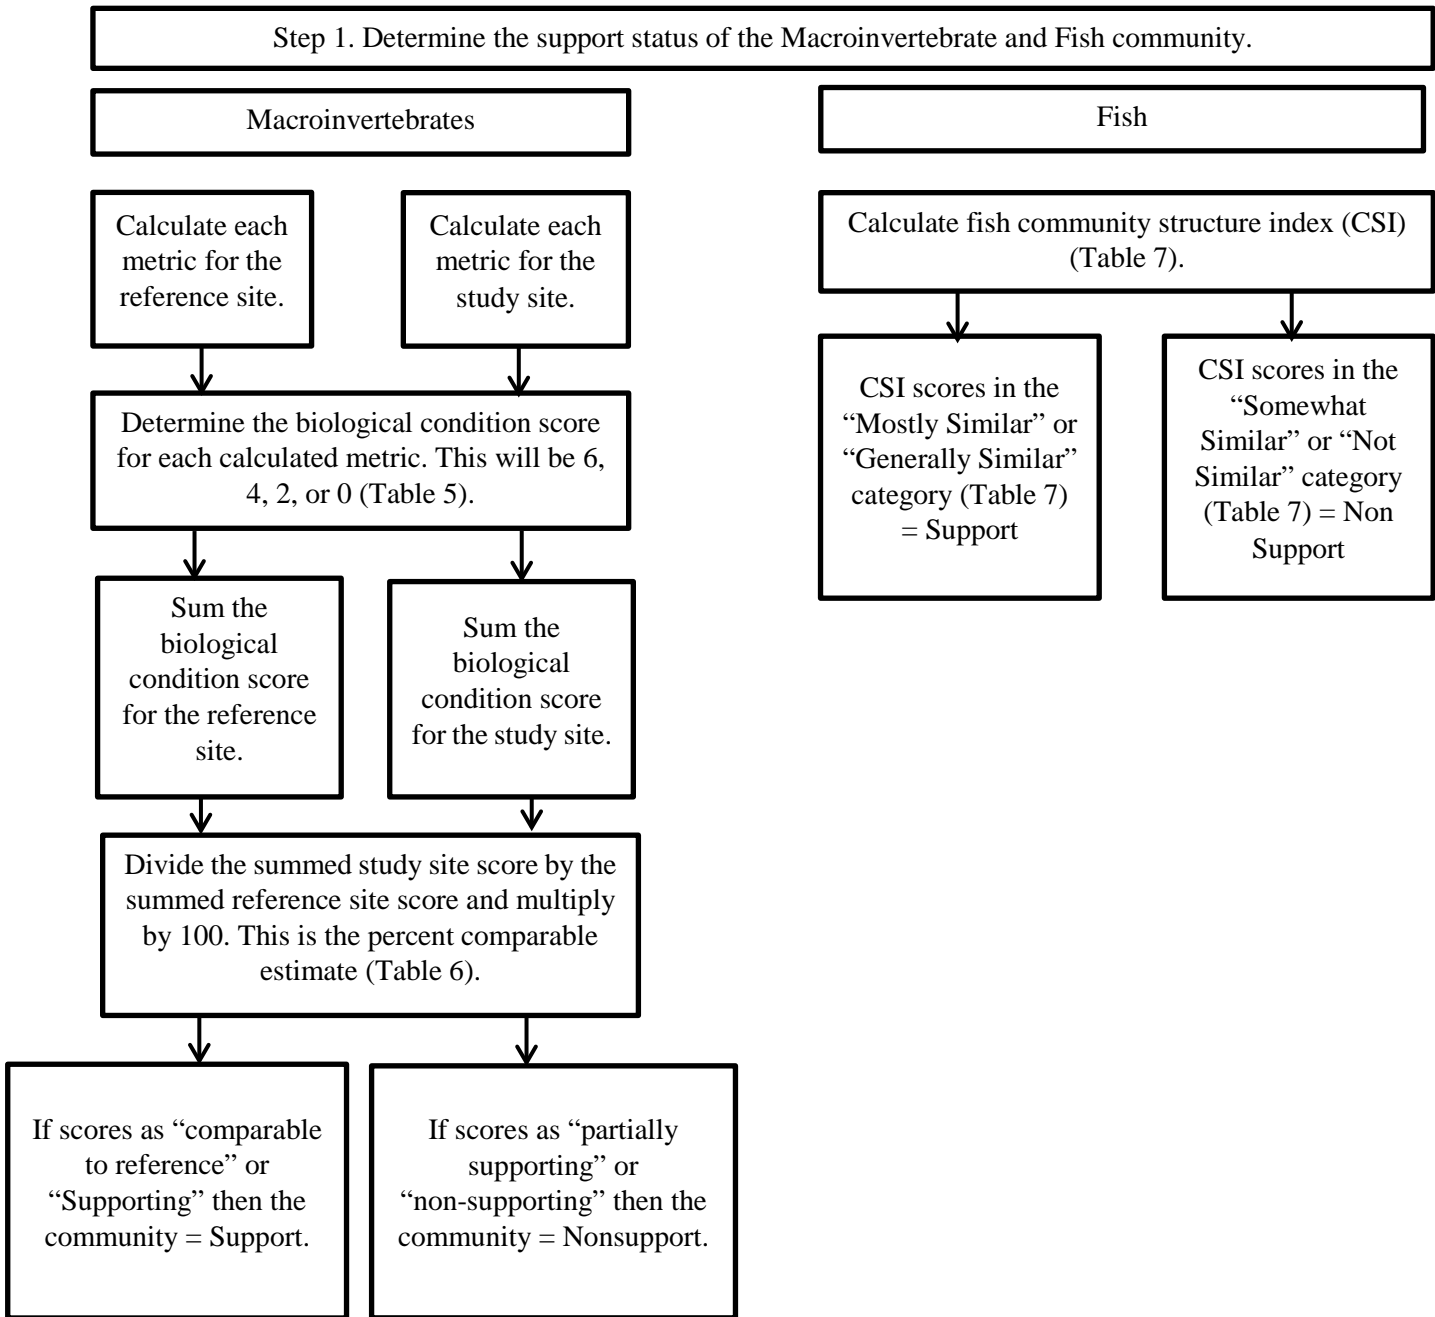 Step 1. Determine the support status of the Macroinvertebrate and Fish community.
Macroinvertebrates
Fish
Calculate each
metric for the
reference site.
Calculate each
metric for the
study site.
Calculate fish community structure index (CSI)
(Table 7).
Determine the biological condition score
for each calculated metric. This will be 6,
4, 2, or 0 (Table 5).
CSI scores in the
“Mostly Similar” or
“Generally Similar”
category (Table 7)
= Support
CSI scores in the
“Somewhat
Similar” or “Not
Similar” category
(Table 7) = Non
Support
Sum the
biological
condition score
for the reference
site.
Sum the
biological
condition score
for the study site.
Divide the summed study site score by the
summed reference site score and multiply
by 100. This is the percent comparable
estimate (Table 6).
If scores as “comparable
to reference” or
“Supporting” then the
community = Support.
If scores as “partially
supporting” or
“non-supporting” then the
community = Nonsupport.